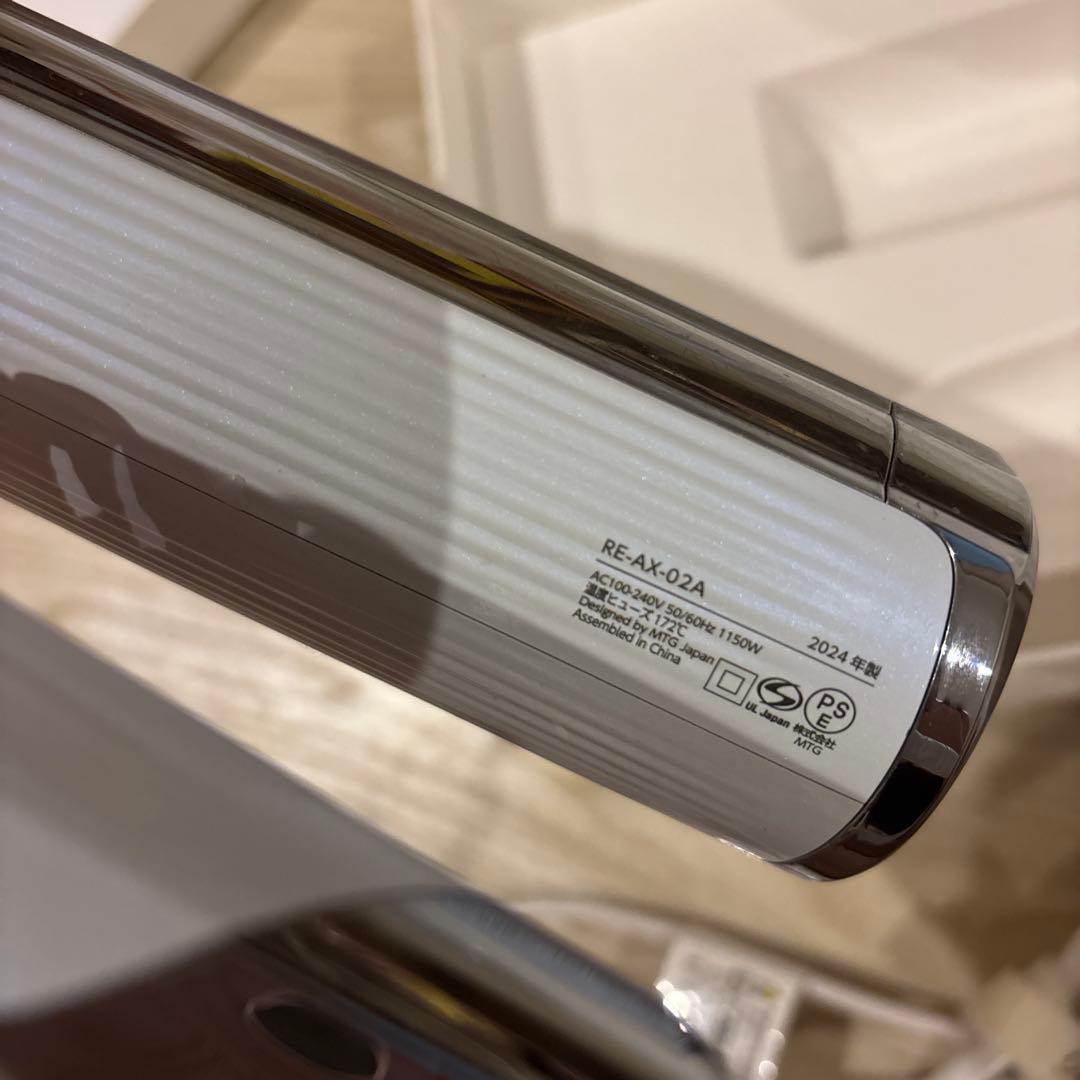 RE-AX-02A
2024 年製
AC100-240V 50/60Hz 1150W
温度ヒューズ 172℃
Designed by MTG Japan
Assembled in China
PS
E
UL Japan 株式会社
MTG